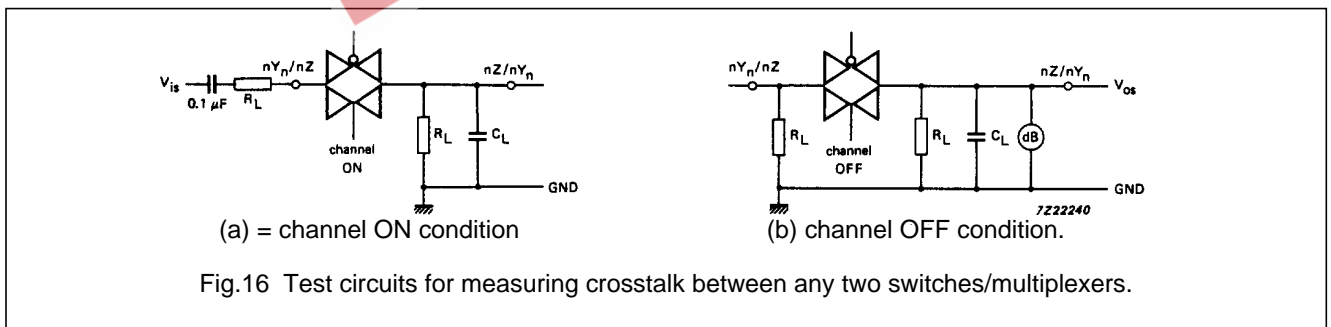 V_is
0.1 μF
R_L
nY_n/nZ
channel
ON
R_L
C_L
nZ/nY_n
GND
(a) = channel ON condition
nY_n/nZ
R_L
channel
OFF
R_L
C_L
dB
nZ/nY_n
V_os
GND
7Z22240
(b) channel OFF condition.
Fig.16 Test circuits for measuring crosstalk between any two switches/multiplexers.